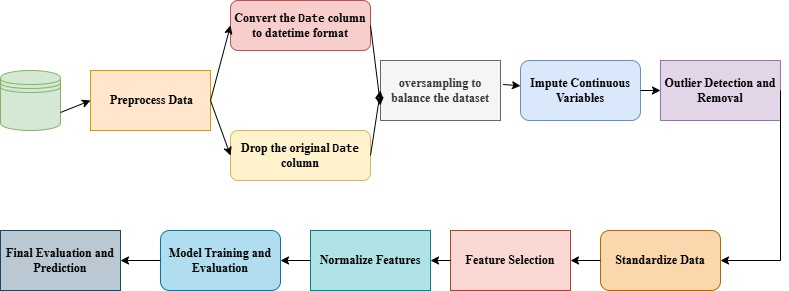 Convert the Date column
to datetime format
Preprocess Data
Drop the original Date
column
oversampling to
balance the dataset
Impute Continuous
Variables
Outlier Detection and
Removal
Final Evaluation and
Prediction
Model Training and
Evaluation
Normalize Features
Feature Selection
Standardize Data